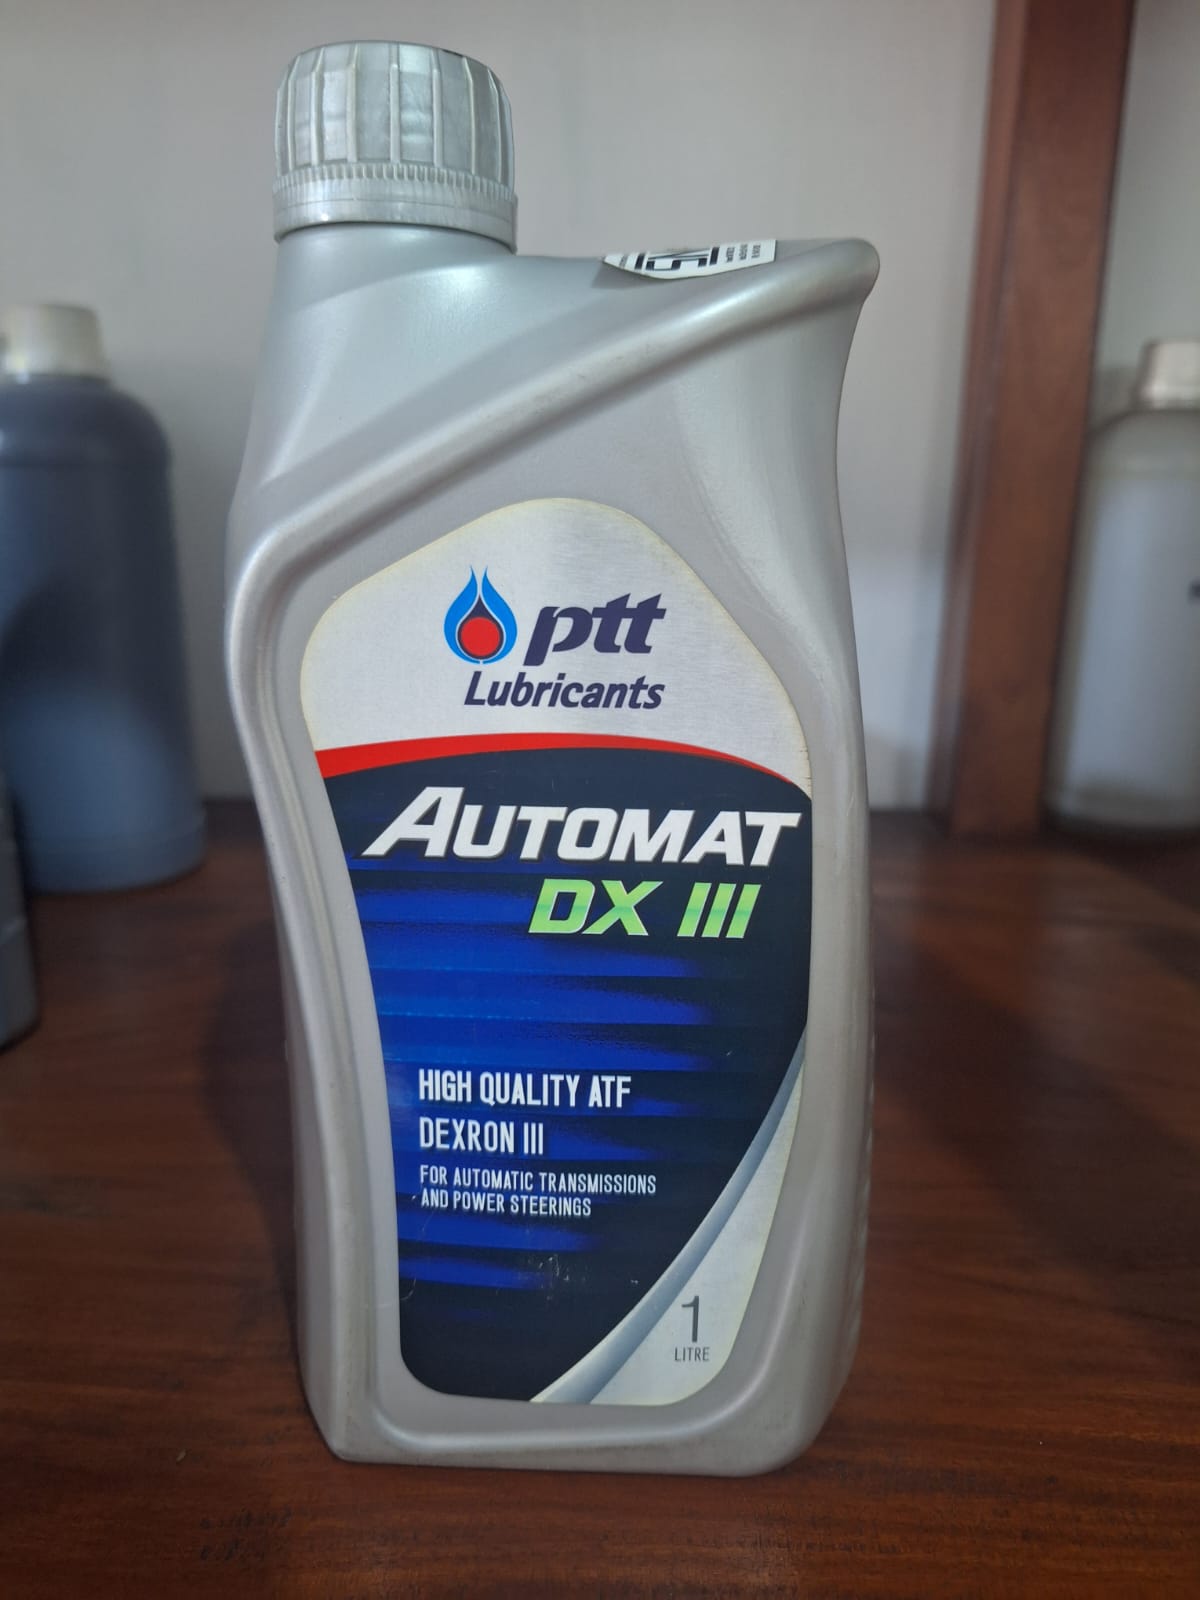 ptt
Lubricants
AUTOMAT
DX III
HIGH QUALITY ATF
DEXRON III
FOR AUTOMATIC TRANSMISSIONS
AND POWER STEERINGS
1
LITRE